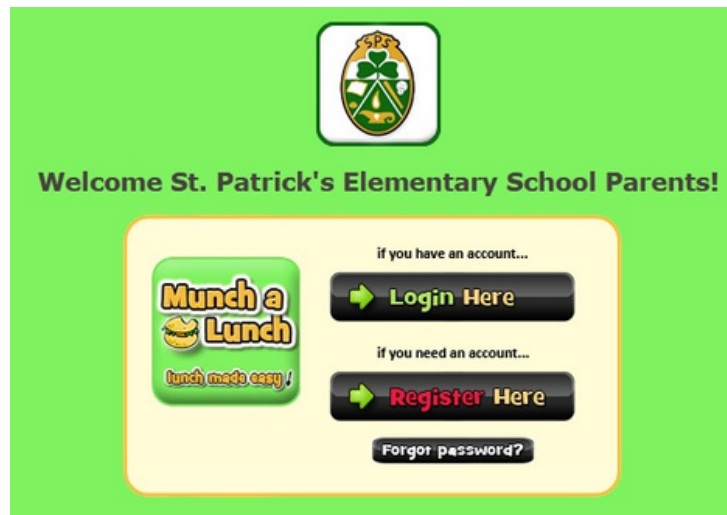 SPS
Welcome St. Patrick's Elementary School Parents!
if you have an account...
Munch a
Lunch
lunch made easy!
Login Here
if you need an account...
Register Here
Forgot password?